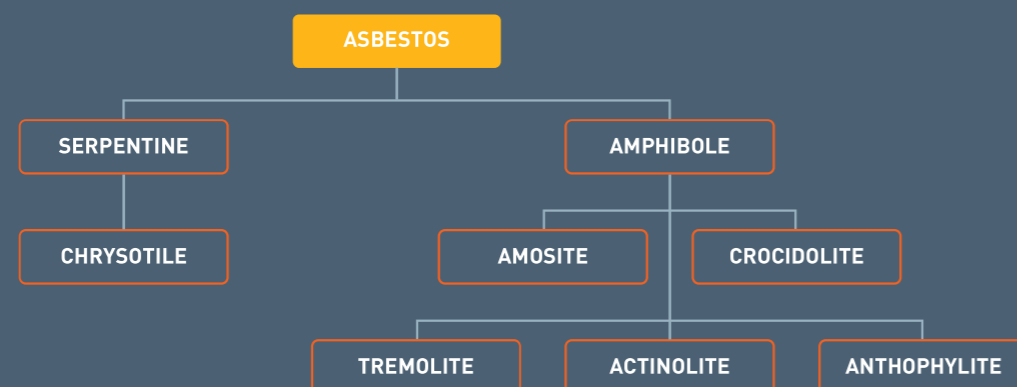 ASBESTOS
SERPENTINE
AMPHIBOLE
CHRYSOTILE
AMOSITE
CROCIDOLITE
TREMOLITE
ACTINOLITE
ANTHOPHYLITE